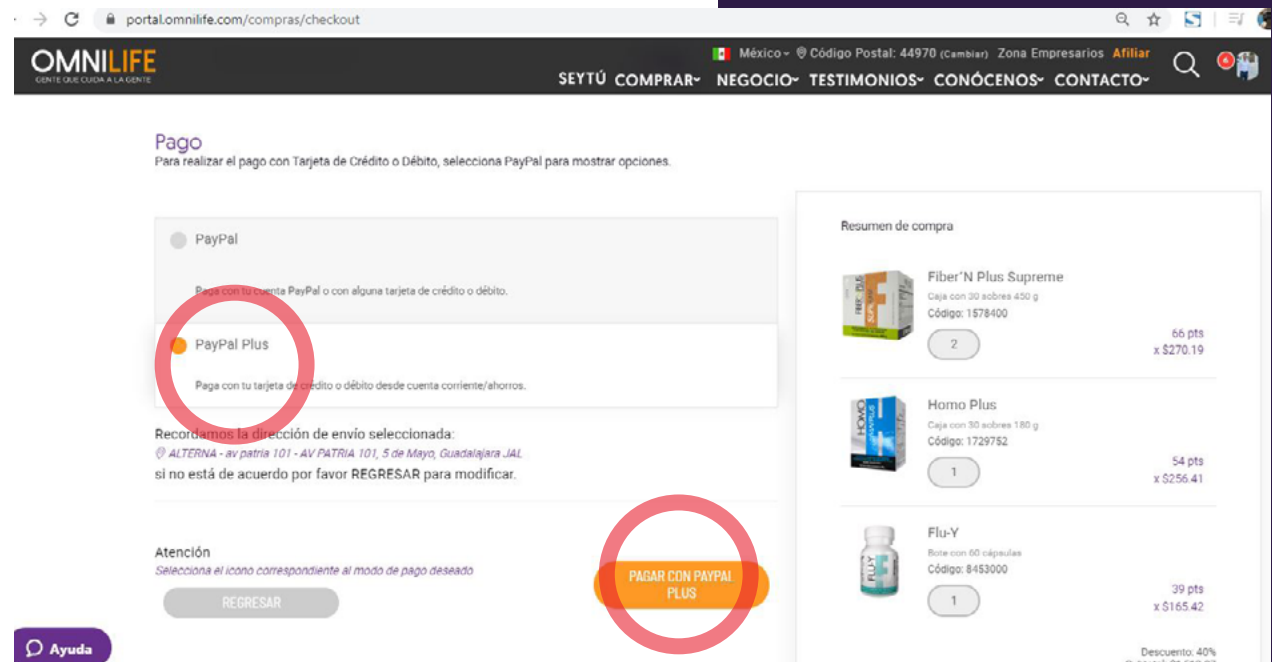 portal.omnilife.com/compras/checkout
OMNILIFE
GENTE QUE CUIDA A LA GENTE
México Código Postal: 44970 (Cambiar) Zona Empresarios Afiliar
SEYTÚ COMPRAR NEGOCIO TESTIMONIOS CONÓCENOS CONTACTO
Pago
Para realizar el pago con Tarjeta de Crédito o Débito, selecciona PayPal para mostrar opciones.
PayPal
Paga con tu cuenta PayPal o con alguna tarjeta de crédito o débito.
PayPal Plus
Paga con tu tarjeta de crédito o débito desde cuenta corriente/ahorros.
Recordamos la dirección de envío seleccionada:
ALTERNA - av patria 101 - AV PATRIA 101, 5 de Mayo, Guadalajara JAL
si no está de acuerdo por favor REGRESAR para modificar.
Atención
Selecciona el icono correspondiente al modo de pago deseado
REGRESAR
PAGAR CON PAYPAL
PLUS
Ayuda
Resumen de compra
Fiber´N Plus Supreme
Caja con 30 sobres 450 g
Código: 1578400
2
66 pts
x $270.19
Homo Plus
Caja con 30 sobres 180 g
Código: 1729752
1
54 pts
x $256.41
Flu-Y
Bote con 60 cápsulas
Código: 8453000
1
39 pts
x $165.42
Descuento: 40%